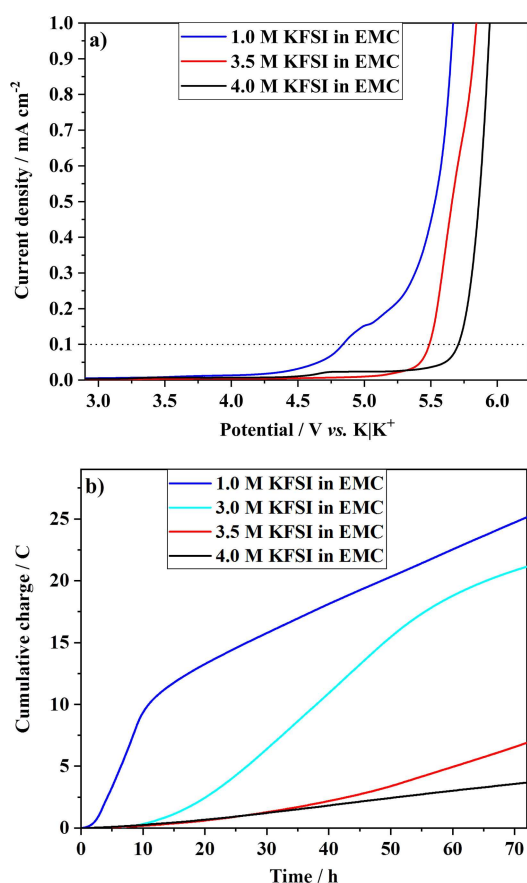 a)
1.0 M KFSI in EMC
3.5 M KFSI in EMC
4.0 M KFSI in EMC
Current density / mA cm⁻²
1.0
0.9
0.8
0.7
0.6
0.5
0.4
0.3
0.2
0.1
0.0
3.0 3.5 4.0 4.5 5.0 5.5 6.0
Potential / V vs. K|K⁺
b)
1.0 M KFSI in EMC
3.0 M KFSI in EMC
3.5 M KFSI in EMC
4.0 M KFSI in EMC
Cumulative charge / C
25
20
15
10
5
0
0 10 20 30 40 50 60 70
Time / h